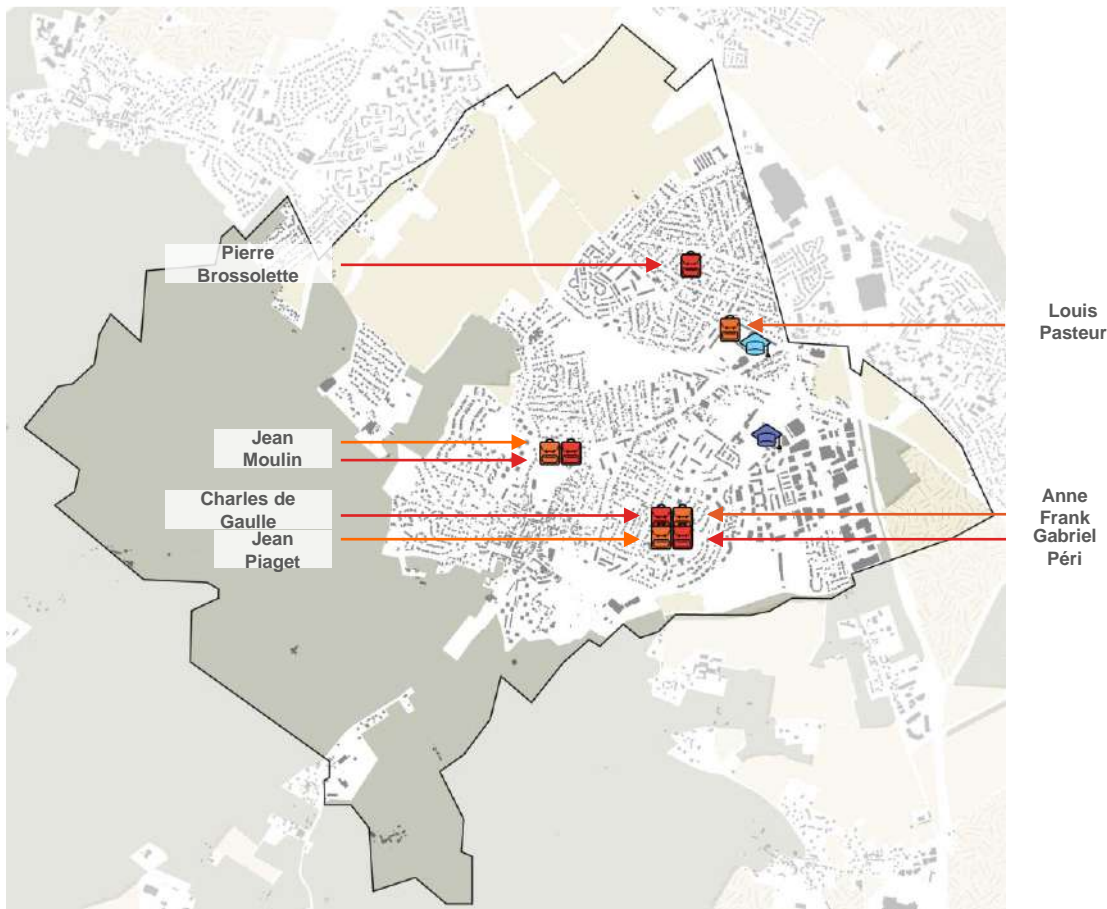 Pierre
Brossolette
Louis
Pasteur
Jean
Moulin
Charles de
Gaulle
Jean
Piaget
Anne
Frank
Gabriel
Péri